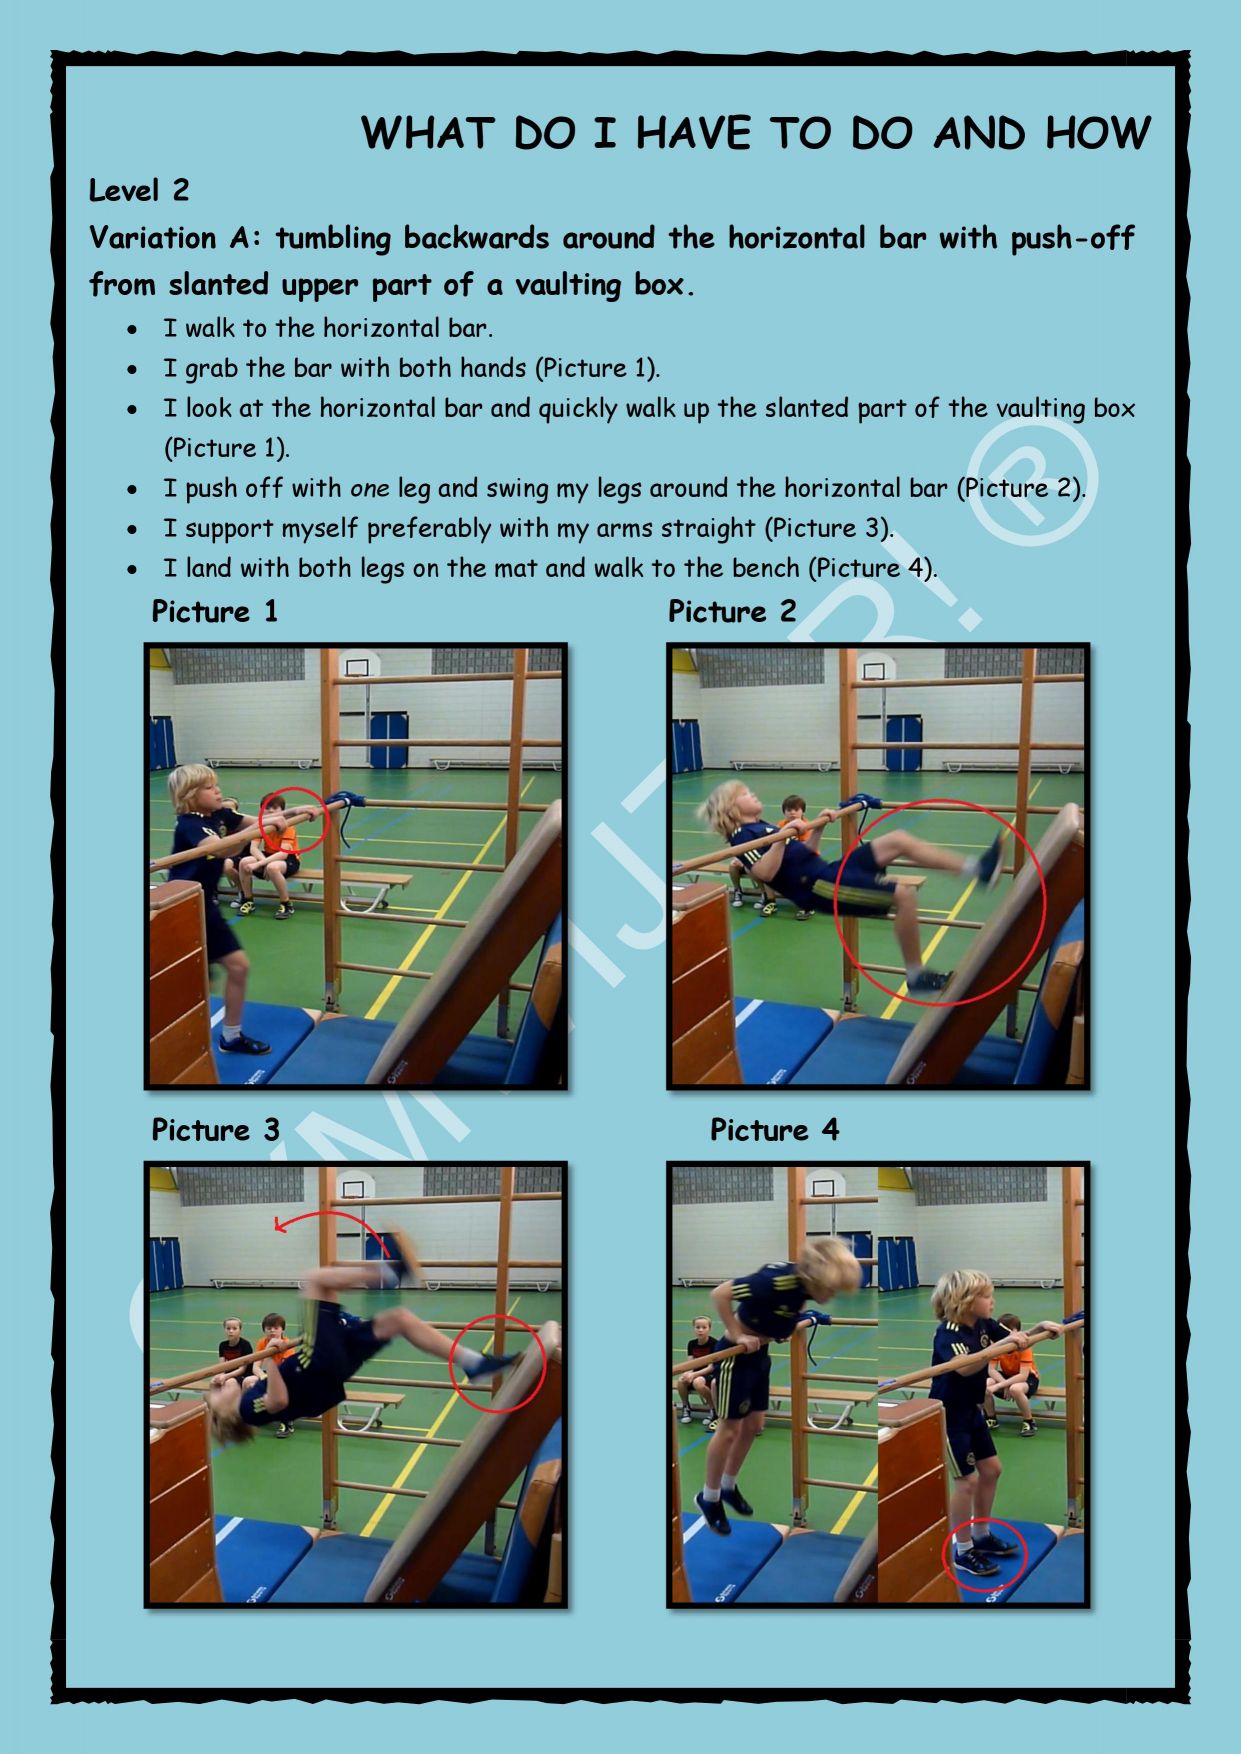 WHAT DO I HAVE TO DO AND HOW
Level 2
Variation A: tumbling backwards around the horizontal bar with push-off
from slanted upper part of a vaulting box.
• I walk to the horizontal bar.
• I grab the bar with both hands (Picture 1).
• I look at the horizontal bar and quickly walk up the slanted part of the vaulting box
(Picture 1).
• I push off with one leg and swing my legs around the horizontal bar (Picture 2).
• I support myself preferably with my arms straight (Picture 3).
• I land with both legs on the mat and walk to the bench (Picture 4).
Picture 1
Picture 2
Picture 3
Picture 4